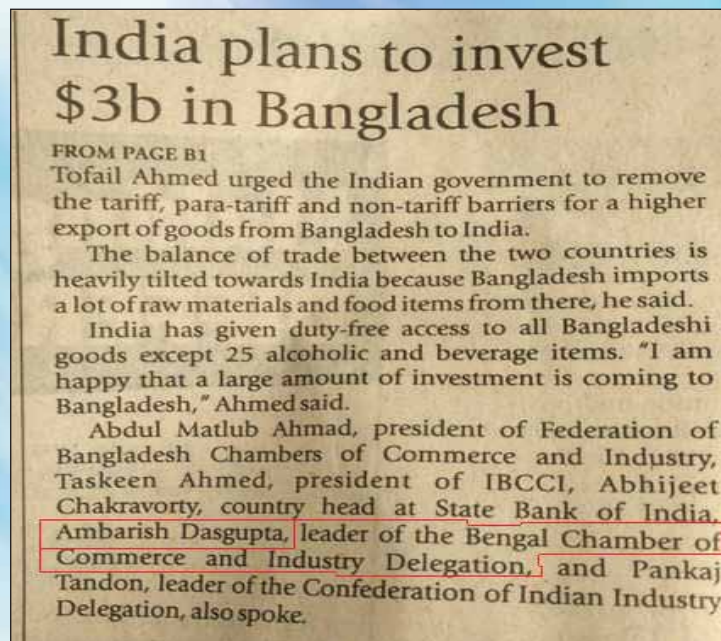 India plans to invest
$3b in Bangladesh
FROM PAGE B1
Tofail Ahmed urged the Indian government to remove
the tariff, para-tariff and non-tariff barriers for a higher
export of goods from Bangladesh to India.
The balance of trade between the two countries is
heavily tilted towards India because Bangladesh imports
a lot of raw materials and food items from there, he said.
India has given duty-free access to all Bangladeshi
goods except 25 alcoholic and beverage items. "I am
happy that a large amount of investment is coming to
Bangladesh," Ahmed said.
Abdul Matlub Ahmad, president of Federation of
Bangladesh Chambers of Commerce and Industry,
Taskeen Ahmed, president of IBCCI, Abhijeet
Chakravorty, country head at State Bank of India,
Ambarish Dasgupta, leader of the Bengal Chamber of
Commerce and Industry Delegation, and Pankaj
Tandon, leader of the Confederation of Indian Industry
Delegation, also spoke.